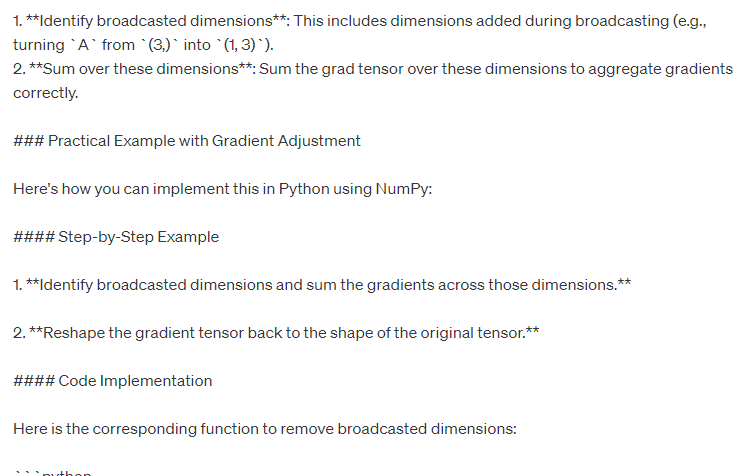 1. **Identify broadcasted dimensions**: This includes dimensions added during broadcasting (e.g.,
turning `A` from `(3,)` into `(1, 3)`).
2. **Sum over these dimensions**: Sum the grad tensor over these dimensions to aggregate gradients
correctly.
### Practical Example with Gradient Adjustment
Here's how you can implement this in Python using NumPy:
#### Step-by-Step Example
1. **Identify broadcasted dimensions and sum the gradients across those dimensions.**
2. **Reshape the gradient tensor back to the shape of the original tensor.**
#### Code Implementation
Here is the corresponding function to remove broadcasted dimensions:
```python